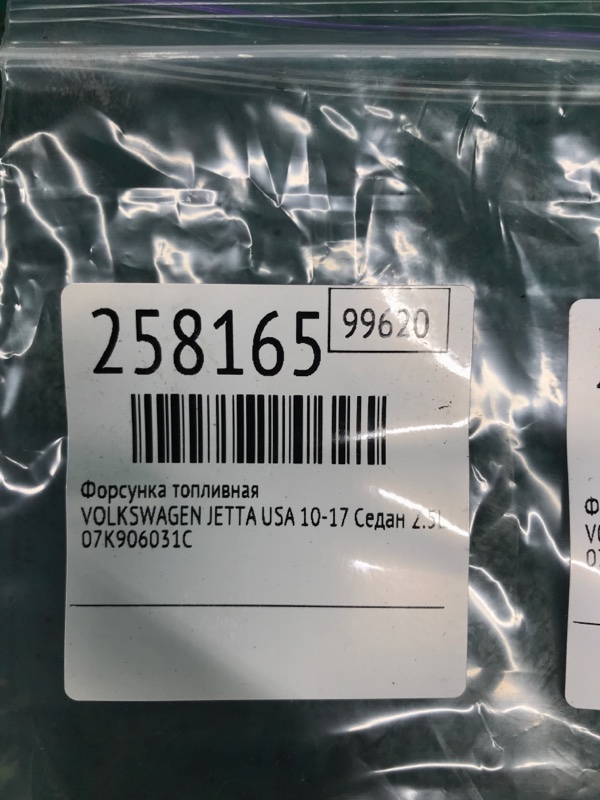 258165
99620
Форсунка топливная
VOLKSWAGEN JETTA USA 10-17 Седан 2.5L
07K906031C
Ф